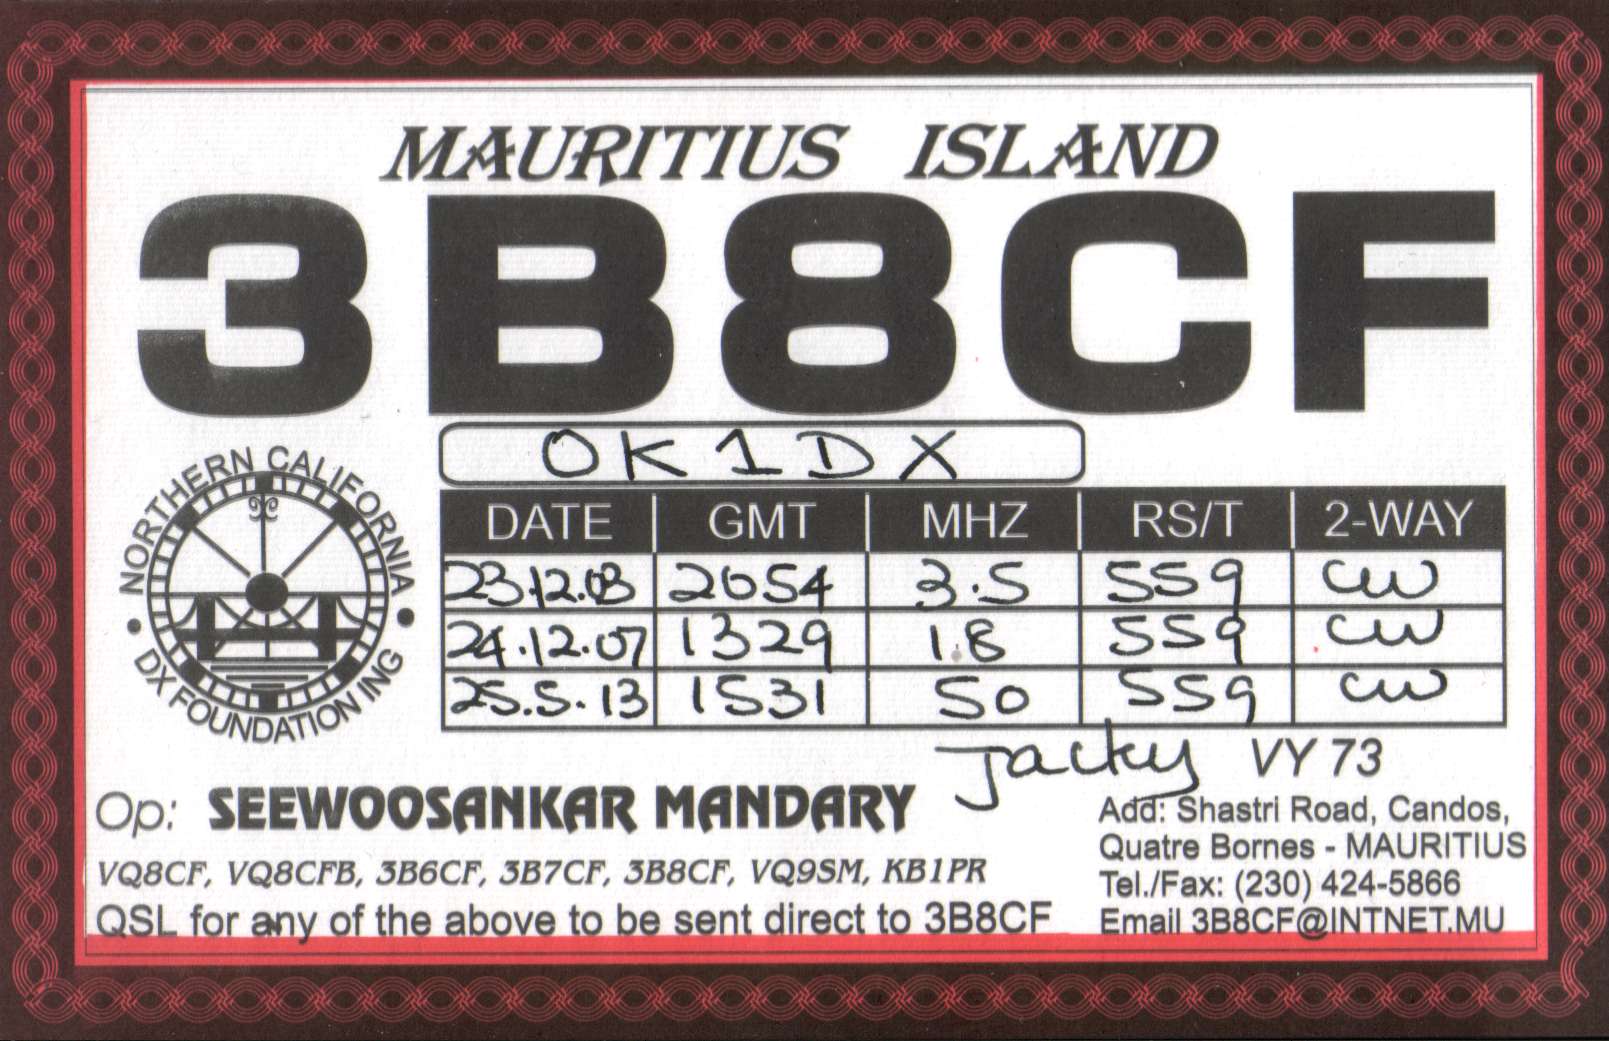 MAURITIUS ISLAND
3B8CF
OK1DX
NORTHERN CALIFORNIA
DX FOUNDATION ING
DATE GMT MHZ RS/T 2-WAY
23.12.03 2054 3.5 559 CW
24.12.07 1329 1.8 559 CW
25.5.13 1531 50 559 CW
Jacky VY 73
Op: SEEWOOSANKAR MANDARY
VQ8CF, VQ8CFB, 3B6CF, 3B7CF, 3B8CF, VQ9SM, KB1PR
QSL for any of the above to be sent direct to 3B8CF
Add: Shastri Road, Candos,
Quatre Bornes - MAURITIUS
Tel./Fax: (230) 424-5866
Email 3B8CF@INTNET.MU